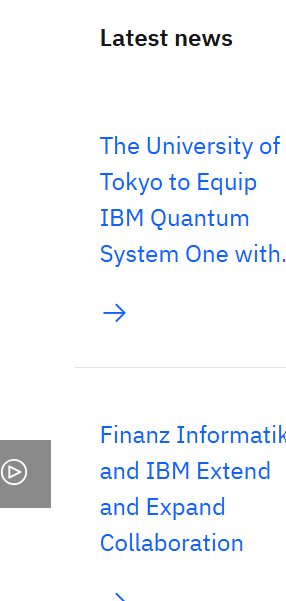 Latest news
The University of
Tokyo to Equip
IBM Quantum
System One with.
Finanz Informatik
and IBM Extend
and Expand
Collaboration